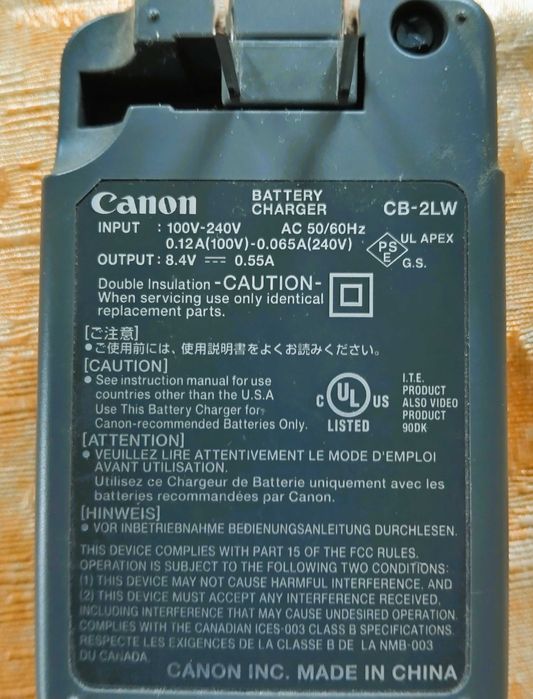 Canon BATTERY CHARGER CB-2LW
INPUT : 100V-240V AC 50/60Hz
0.12A(100V)-0.065A(240V)
OUTPUT : 8.4V ⎓ 0.55A
PS E UL APEX
G.S.
Double Insulation -CAUTION-
When servicing use only identical
replacement parts.
[ご注意]
●ご使用前には、使用説明書をよくお読みください。
[CAUTION]
● See instruction manual for use
countries other than the U.S.A
Use This Battery Charger for
Canon-recommended Batteries Only.
C UL US
LISTED
I.T.E.
PRODUCT
ALSO VIDEO
PRODUCT
90DK
[ATTENTION]
● VEUILLEZ LIRE ATTENTIVEMENT LE MODE D'EMPLOI
AVANT UTILISATION.
Utilisez ce Chargeur de Batterie uniquement avec les
batteries recommandées par Canon.
[HINWEIS]
● VOR INBETRIEBNAHME BEDIENUNGSANLEITUNG DURCHLESEN.
THIS DEVICE COMPLIES WITH PART 15 OF THE FCC RULES.
OPERATION IS SUBJECT TO THE FOLLOWING TWO CONDITIONS:
(1) THIS DEVICE MAY NOT CAUSE HARMFUL INTERFERENCE, AND
(2) THIS DEVICE MUST ACCEPT ANY INTERFERENCE RECEIVED,
INCLUDING INTERFERENCE THAT MAY CAUSE UNDESIRED OPERATION.
COMPLIES WITH THE CANADIAN ICES-003 CLASS B SPECIFICATIONS.
RESPECTE LES EXIGENCES DE LA CLASSE B DE LA NMB-003
DU CANADA.
CANON INC. MADE IN CHINA